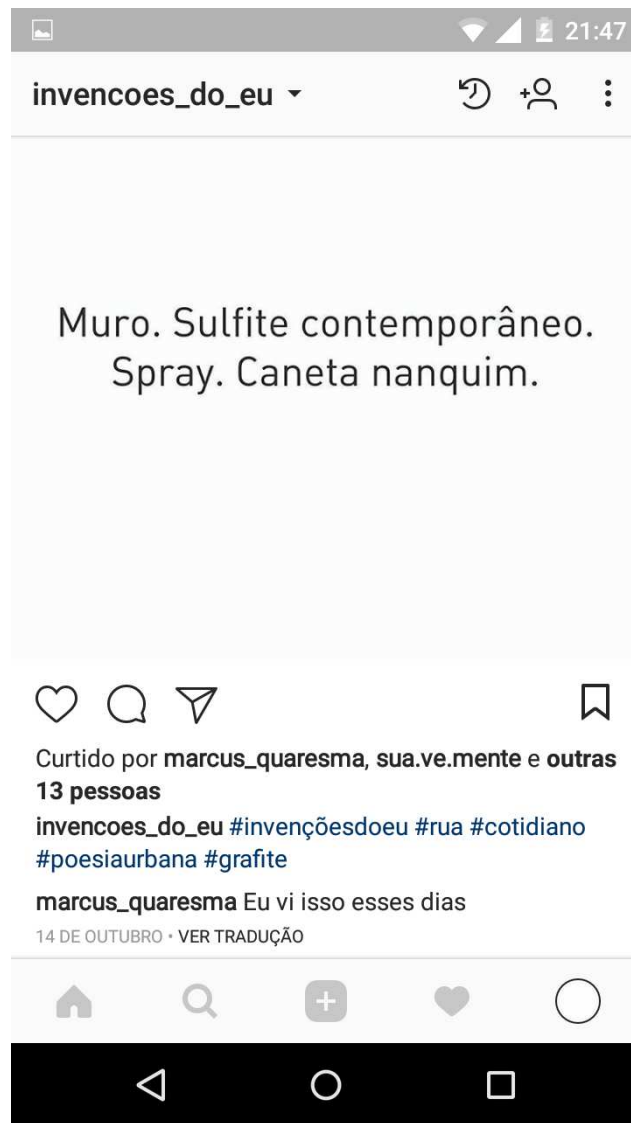 21:47
invencoes_do_eu
Muro. Sulfite contemporâneo.
Spray. Caneta nanquim.
Curtido por marcus_quaresma, sua.ve.mente e outras
13 pessoas
invencoes_do_eu #invençõesdoeu #rua #cotidiano
#poesiaurbana #grafite
marcus_quaresma Eu vi isso esses dias
14 DE OUTUBRO • VER TRADUÇÃO